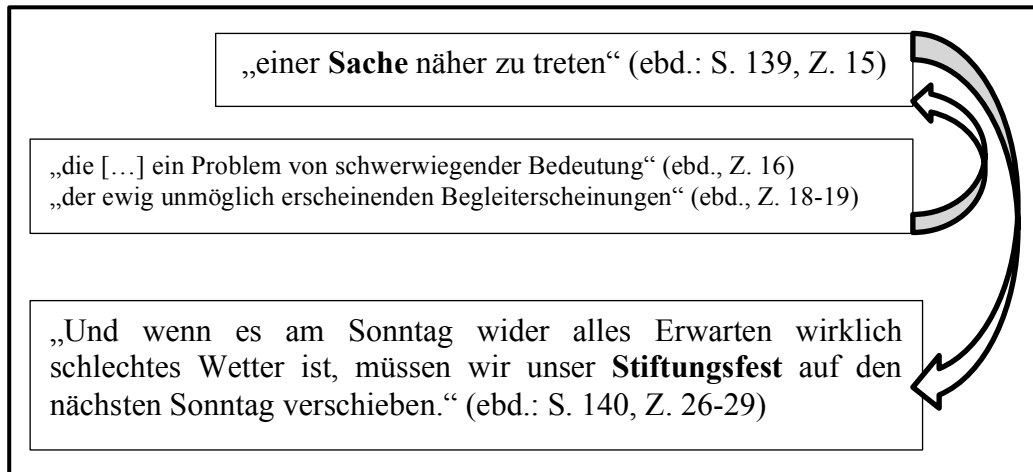 „einer Sache näher zu treten“ (ebd.: S. 139, Z. 15)
„die […] ein Problem von schwerwiegender Bedeutung“ (ebd., Z. 16)
„der ewig unmöglich erscheinenden Begleiterscheinungen“ (ebd., Z. 18-19)
„Und wenn es am Sonntag wider alles Erwarten wirklich
schlechtes Wetter ist, müssen wir unser Stiftungsfest auf den
nächsten Sonntag verschieben.“ (ebd.: S. 140, Z. 26-29)